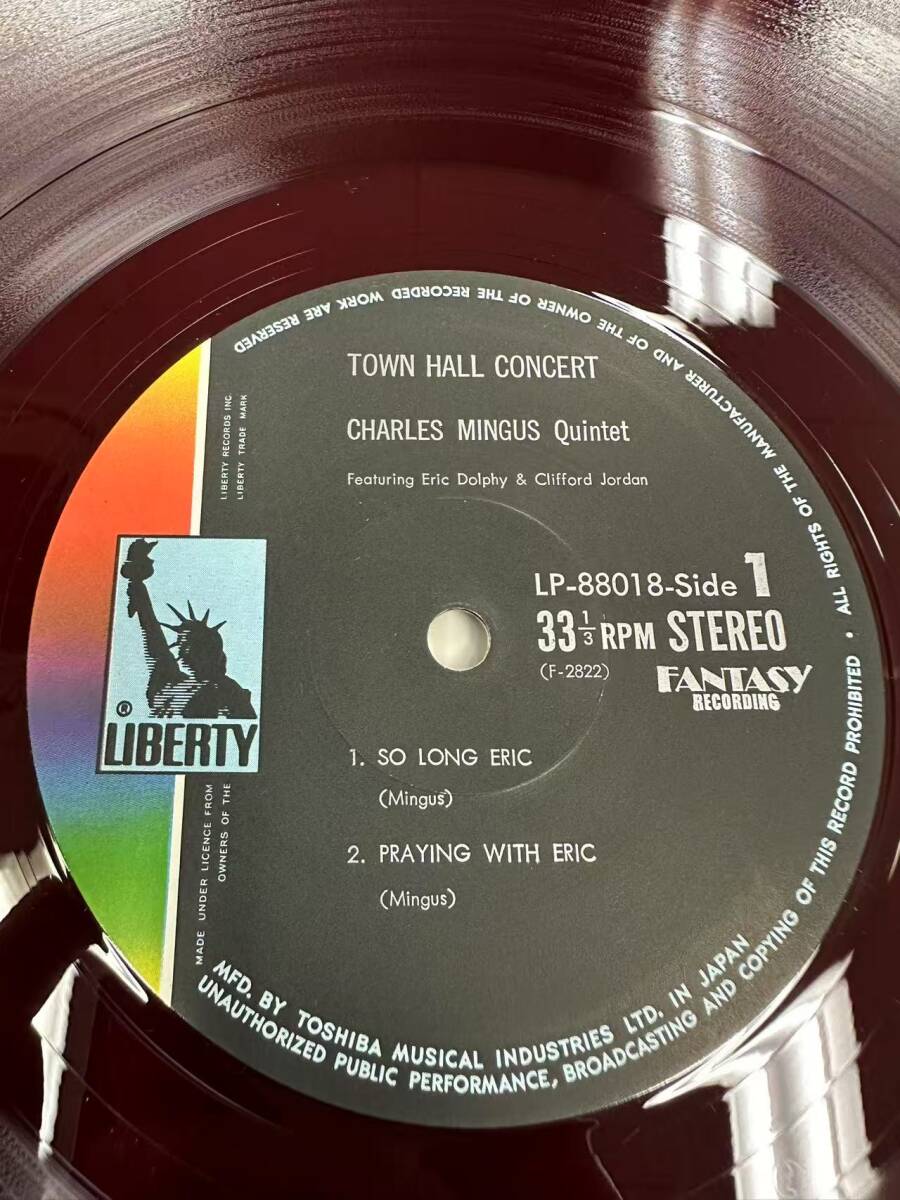 TOWN HALL CONCERT
CHARLES MINGUS Quintet
Featuring Eric Dolphy & Clifford Jordan
LP-88018-Side 1
33 1/3 RPM STEREO
(F-2822)
FANTASY
RECORDING
1. SO LONG ERIC
(Mingus)
2. PRAYING WITH ERIC
(Mingus)
LIBERTY RECORDS INC.
LIBERTY TRADE MARK
®
LIBERTY
MADE UNDER LICENCE FROM
OWNERS OF THE
MFD. BY TOSHIBA MUSICAL INDUSTRIES LTD. IN JAPAN
UNAUTHORIZED PUBLIC PERFORMANCE, BROADCASTING AND COPYING OF THIS RECORD PROHIBITED • ALL RIGHTS OF THE MANUFACTURER AND OF THE OWNER OF THE RECORDED WORK ARE RESERVED